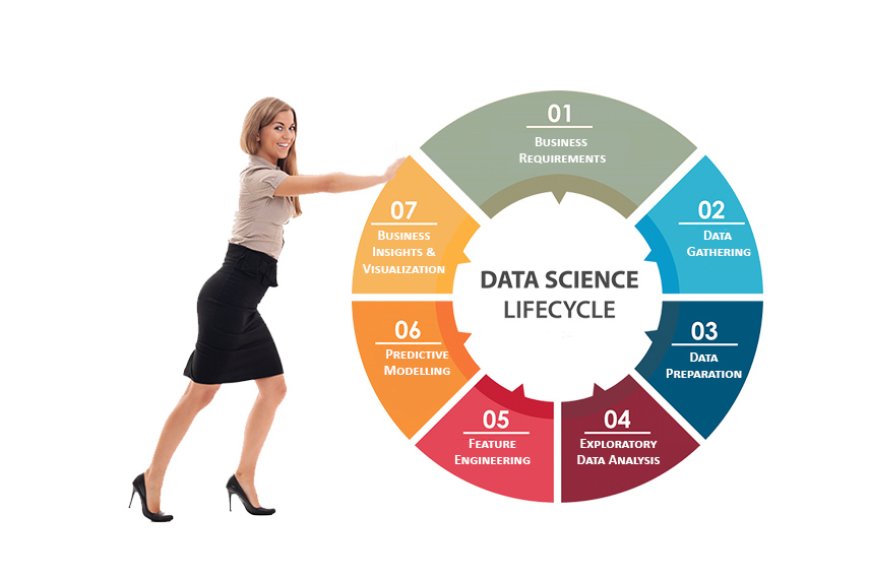 01
BUSINESS
REQUIREMENTS
02
DATA
GATHERING
03
DATA
PREPARATION
04
EXPLORATORY
DATA ANALYSIS
05
FEATURE
ENGINEERING
06
PREDICTIVE
MODELLING
07
BUSINESS
INSIGHTS &
VISUALIZATION
DATA SCIENCE
LIFECYCLE